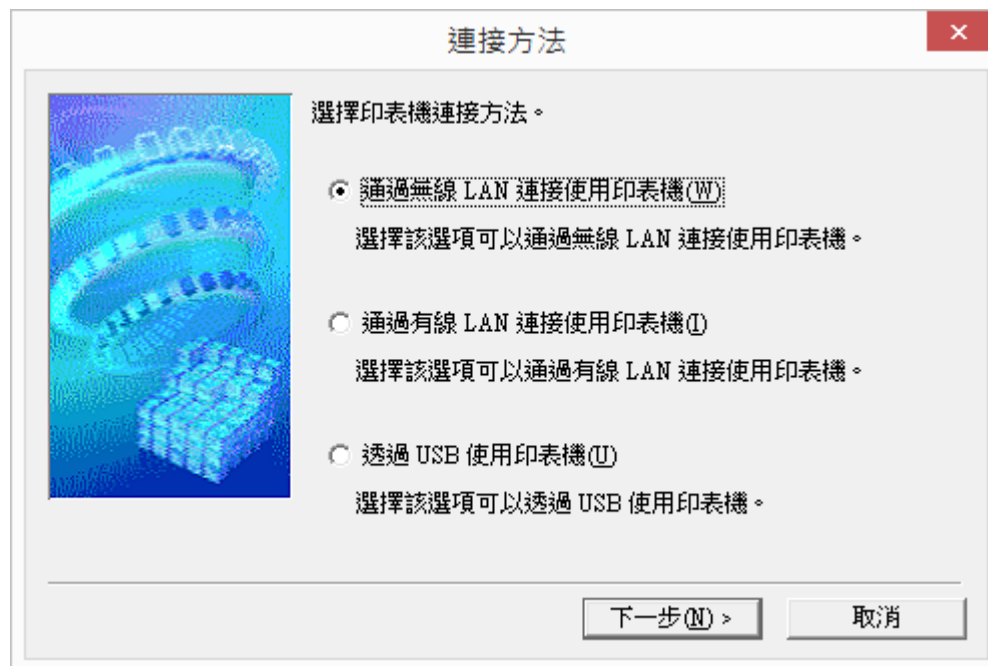 連接方法
選擇印表機連接方法。
通過無線 LAN 連接使用印表機(W)
選擇該選項可以通過無線 LAN 連接使用印表機。
通過有線 LAN 連接使用印表機(I)
選擇該選項可以通過有線 LAN 連接使用印表機。
透過 USB 使用印表機(U)
選擇該選項可以透過 USB 使用印表機。
下一步(N) >
取消